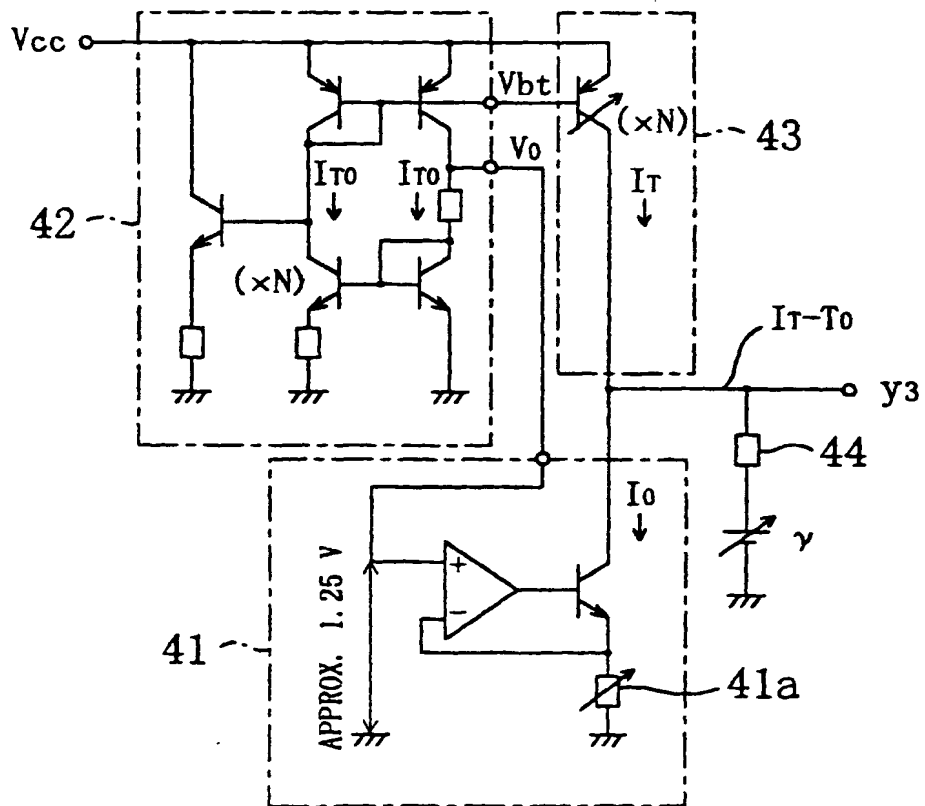 Vcc
Vbt
(×N)
43
V0
IT0
IT0
IT
42
(×N)
IT-T0
y3
44
I0
γ
APPROX. 1.25 V
+
−
41
41a